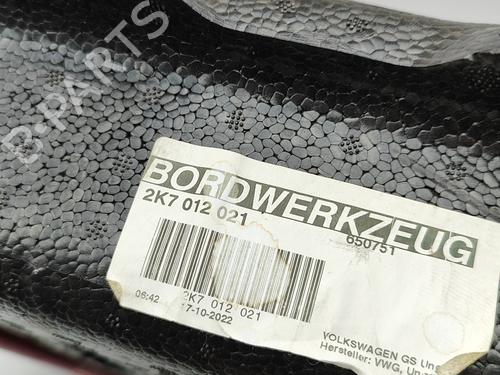 B-PARTS
BORDWERKZEUG
2K7 012 021
650751
06:42
2K7 012 021
17-10-2022
VOLKSWAGEN GS
Hersteller: VWG,